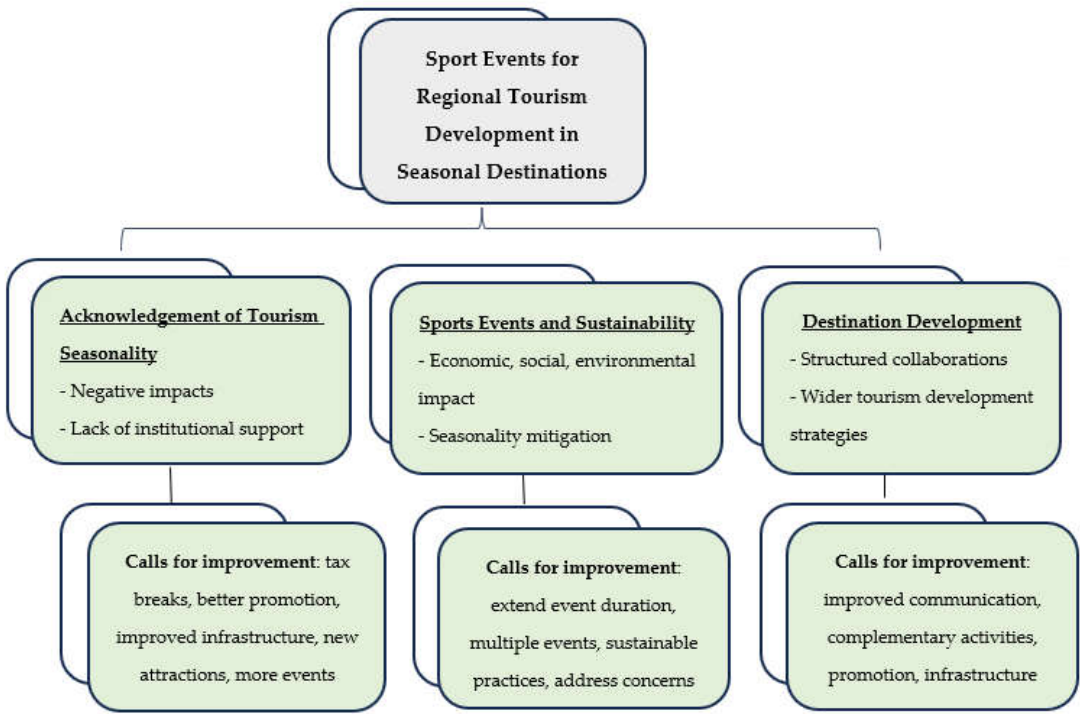 Sport Events for
Regional Tourism
Development in
Seasonal Destinations
Acknowledgement of Tourism
Seasonality
- Negative impacts
- Lack of institutional support
Sports Events and Sustainability
- Economic, social, environmental
impact
- Seasonality mitigation
Destination Development
- Structured collaborations
- Wider tourism development
strategies
Calls for improvement: tax
breaks, better promotion,
improved infrastructure, new
attractions, more events
Calls for improvement:
extend event duration,
multiple events, sustainable
practices, address concerns
Calls for improvement:
improved communication,
complementary activities,
promotion, infrastructure